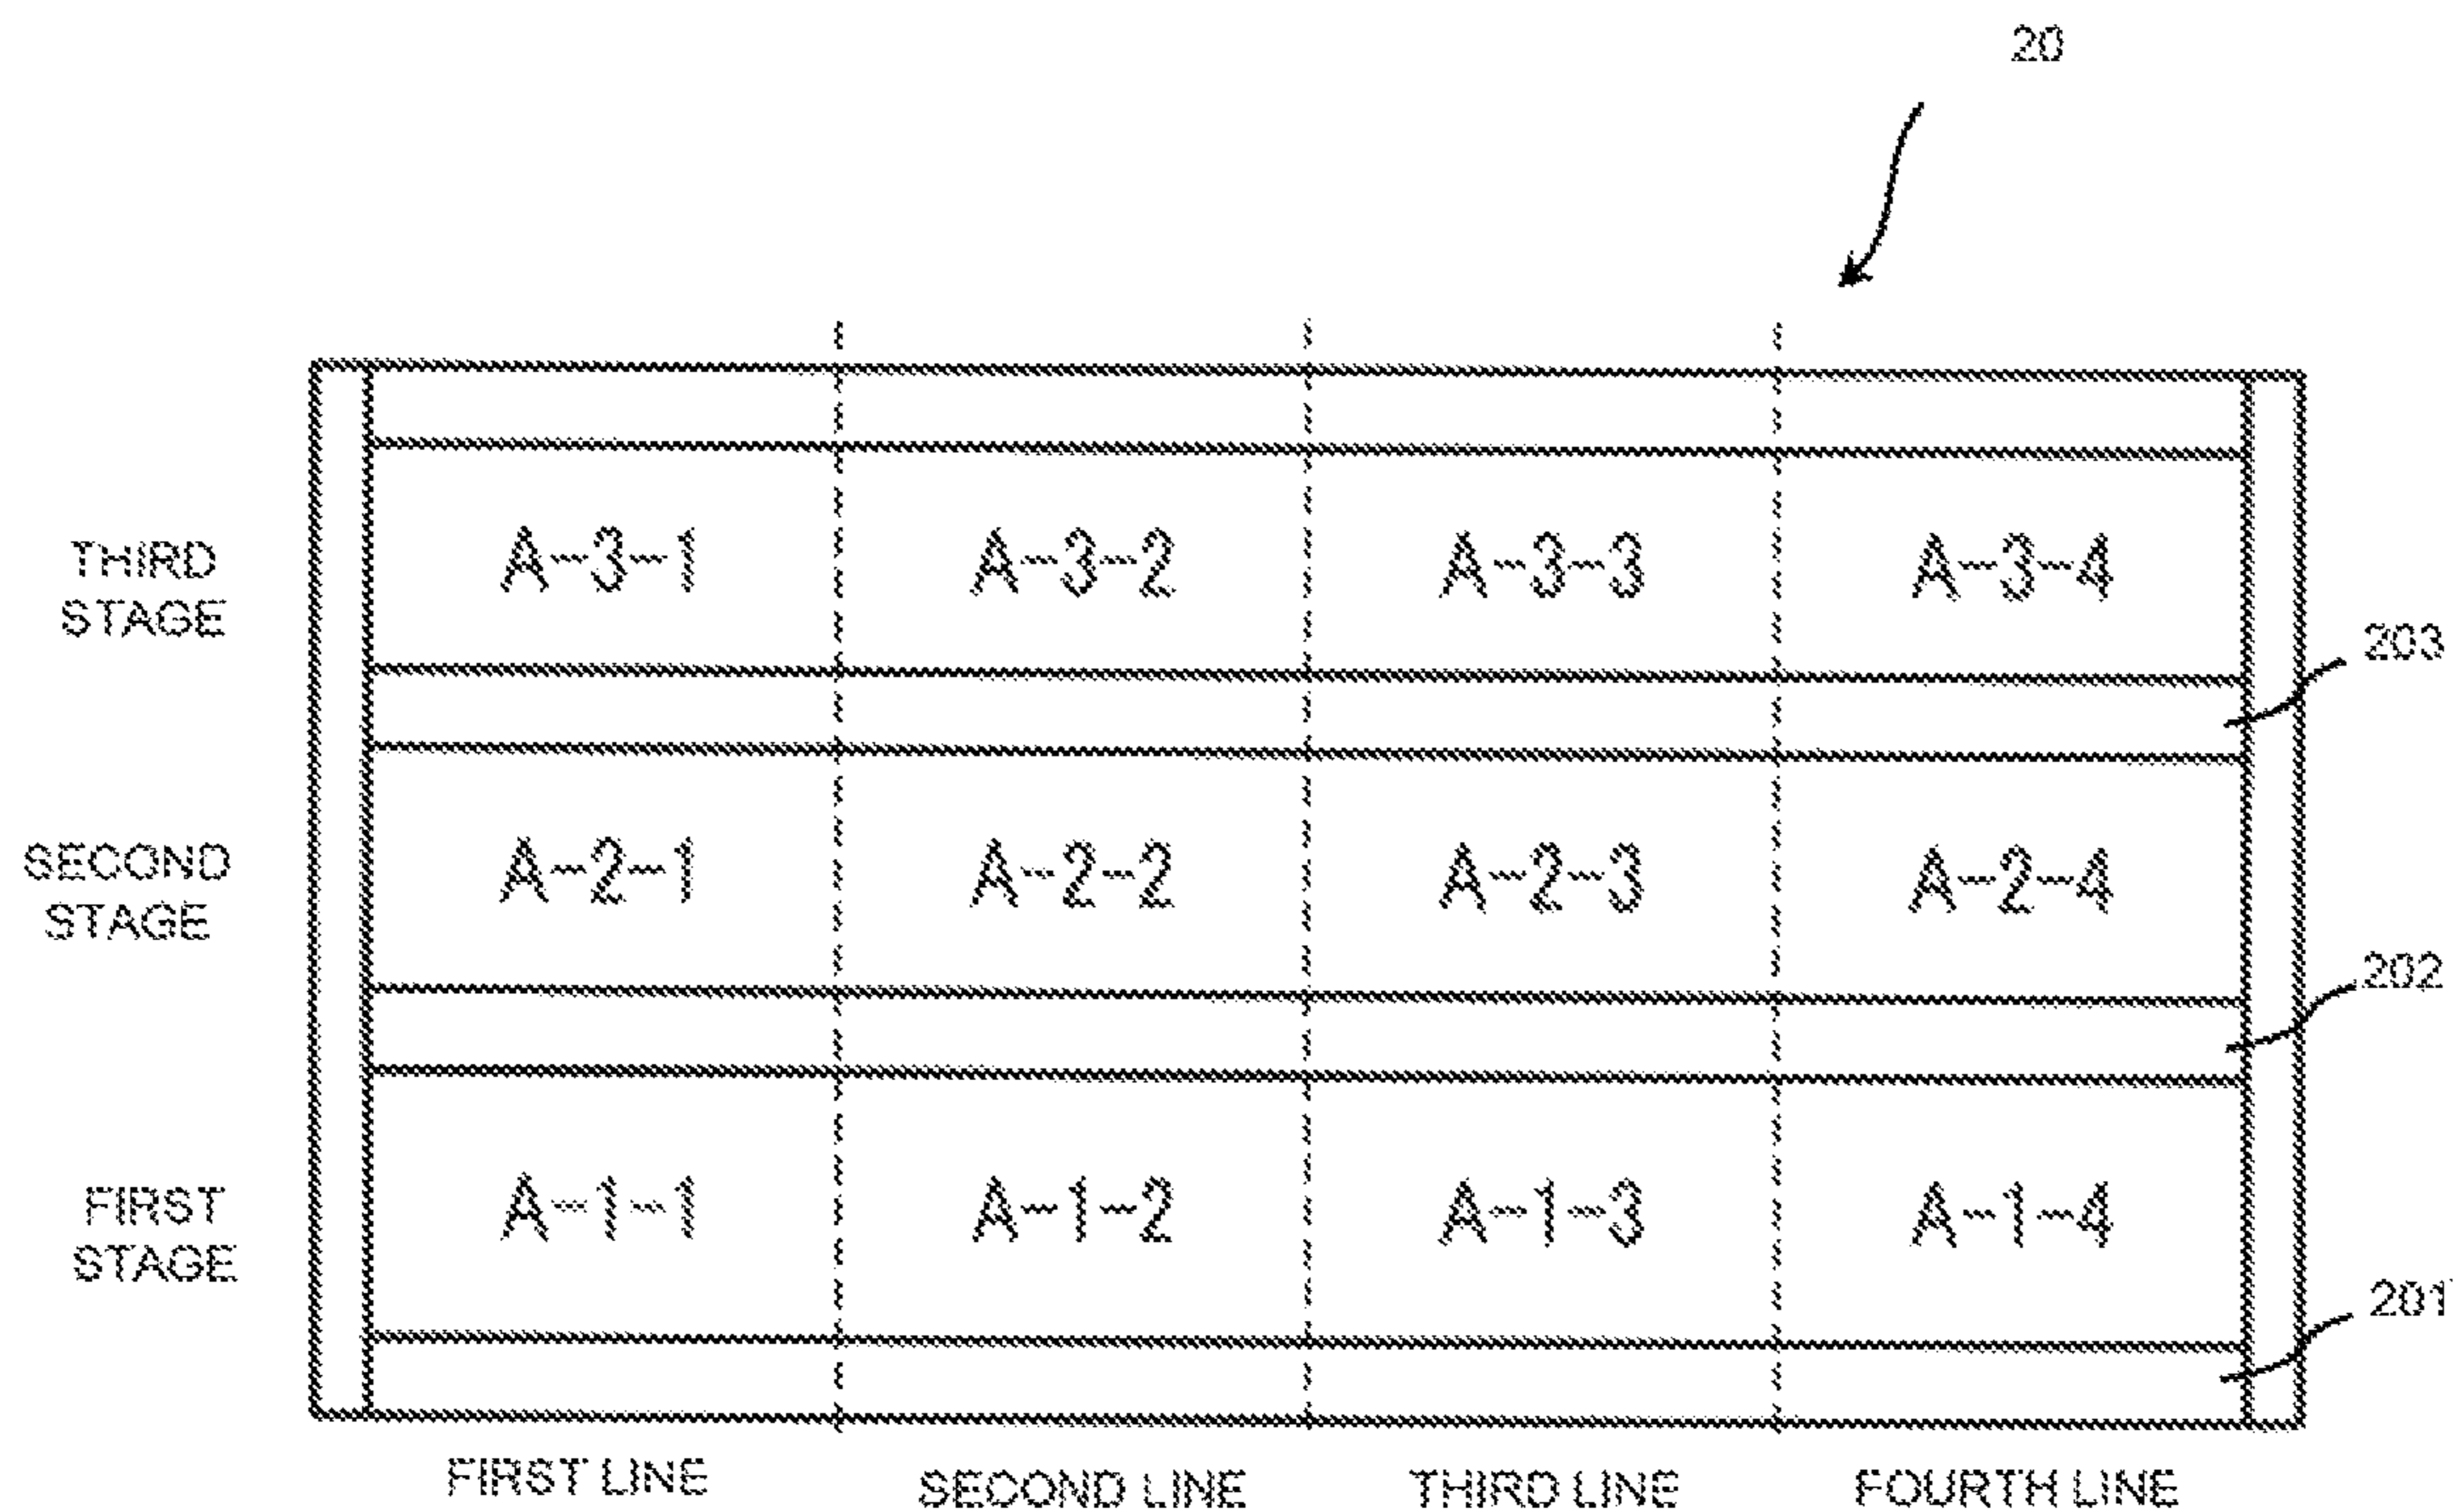 20
A-3-1 A-3-2 A-3-3 A-3-4
THIRD
STAGE
203
A-2-1 A-2-2 A-2-3 A-2-4
SECOND
STAGE
202
A-1-1 A-1-2 A-1-3 A-1-4
FIRST
STAGE
201
FIRST LINE SECOND LINE THIRD LINE FOURTH LINE